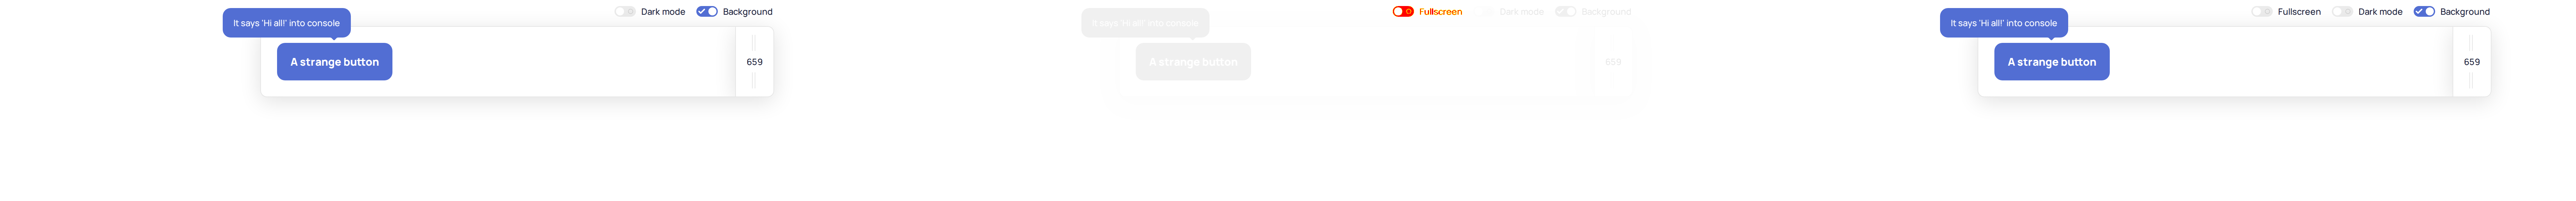 Dark mode Background
It says 'Hi all!' into console
A strange button
659
Fullscreen Dark mode Background
It says 'Hi all!' into console
A strange button
659
Fullscreen Dark mode Background
It says 'Hi all!' into console
A strange button
659